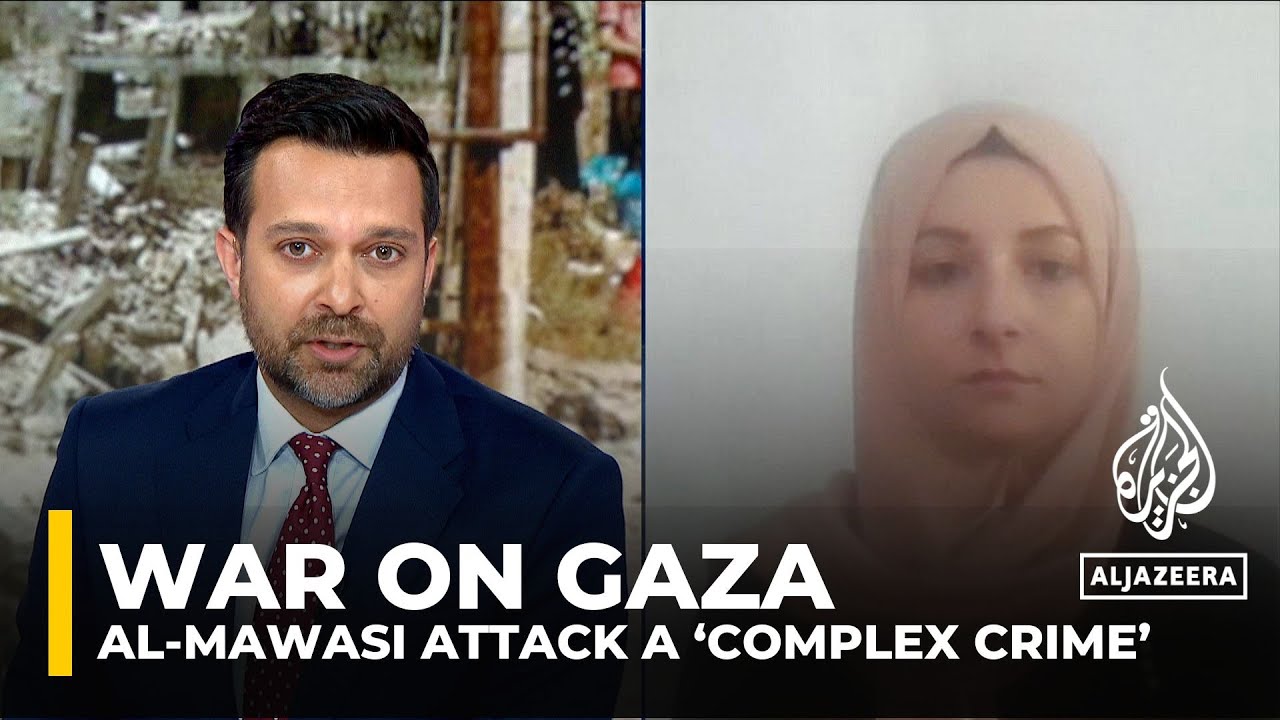 WAR ON GAZA
AL-MAWASI ATTACK A ‘COMPLEX CRIME’
الجزيرة
ALJAZEERA